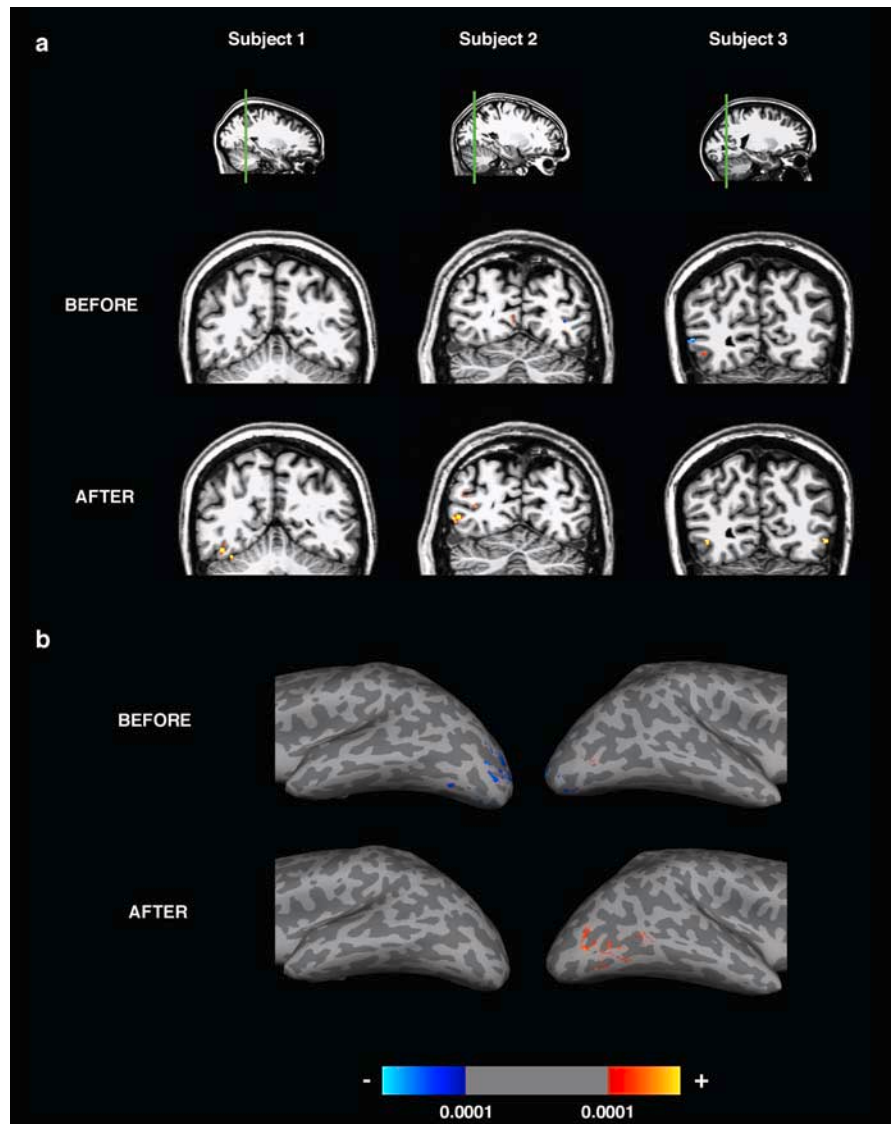 a
Subject 1 Subject 2 Subject 3
BEFORE
AFTER
b
BEFORE
AFTER
- +
0.0001 0.0001